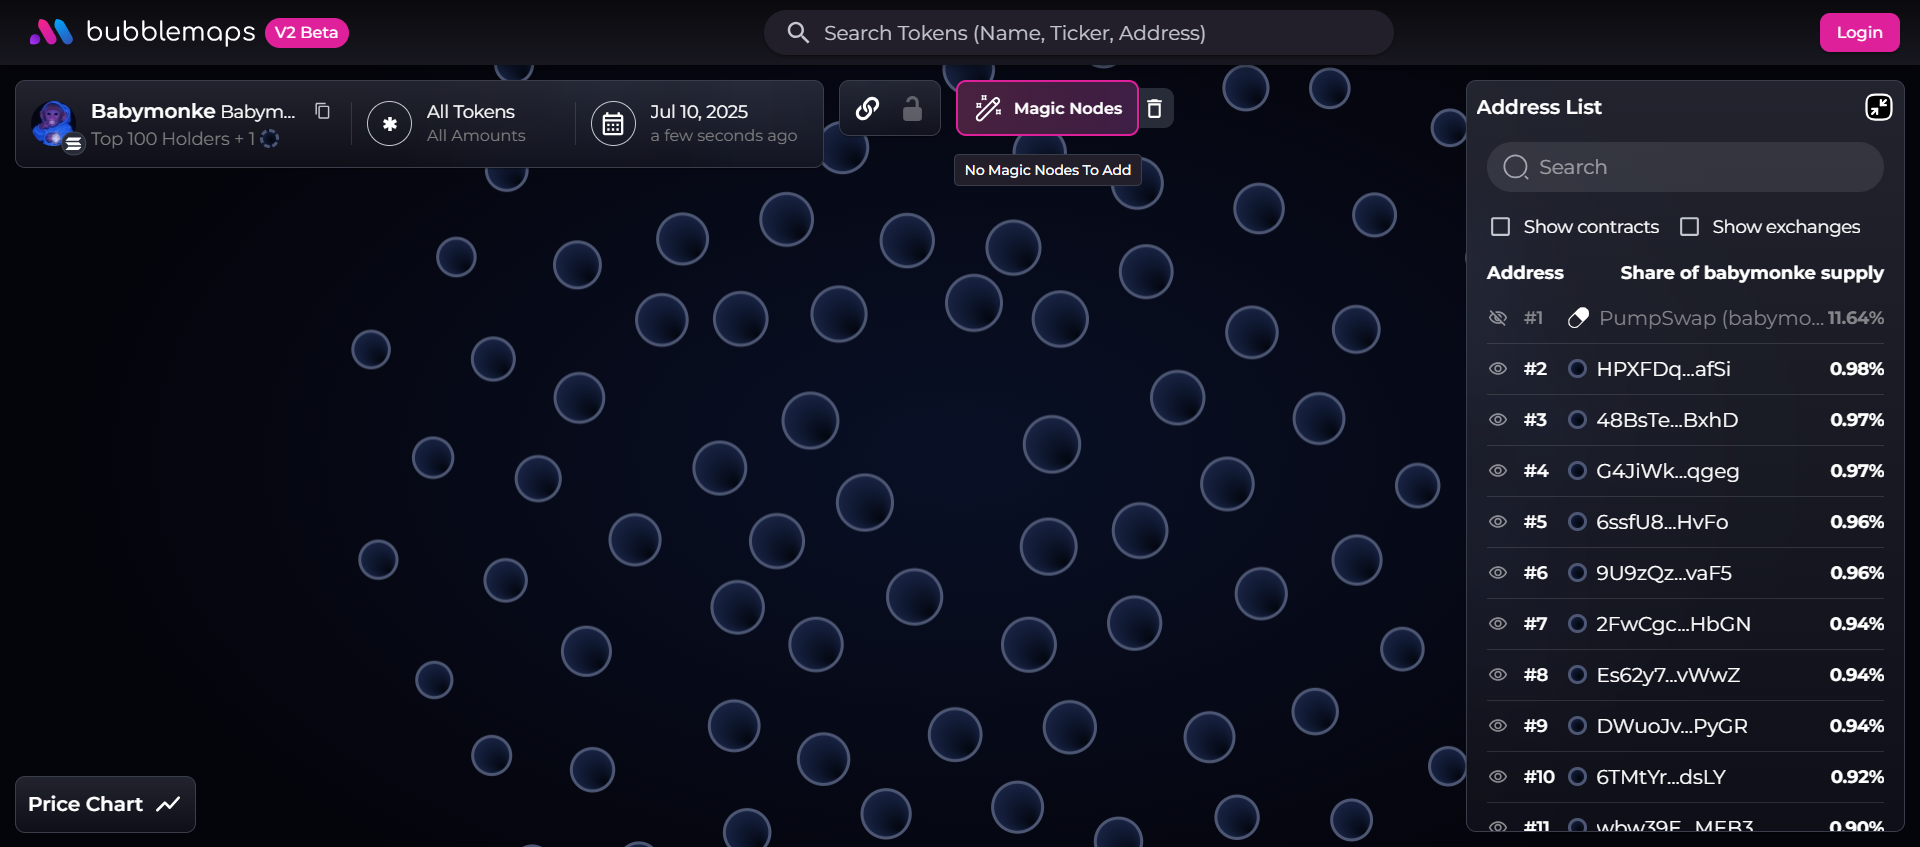 bubblemaps V2 Beta
Search Tokens (Name, Ticker, Address)
Login
Babymonke Babym...
Top 100 Holders + 1
All Tokens
All Amounts
Jul 10, 2025
a few seconds ago
Magic Nodes
No Magic Nodes To Add
Address List
Search
Show contracts
Show exchanges
Address Share of babymonke supply
#1 PumpSwap (babymo... 11.64%
#2 HPXFDq...afSi 0.98%
#3 48BsTe...BxhD 0.97%
#4 G4JiWk...qgeg 0.97%
#5 6ssfU8...HvFo 0.96%
#6 9U9zQz...vaF5 0.96%
#7 2FwCgc...HbGN 0.94%
#8 Es62y7...vWwZ 0.94%
#9 DWuoJv...PyGR 0.94%
#10 6TMtYr...dsLY 0.92%
#11 0.90%
Price Chart